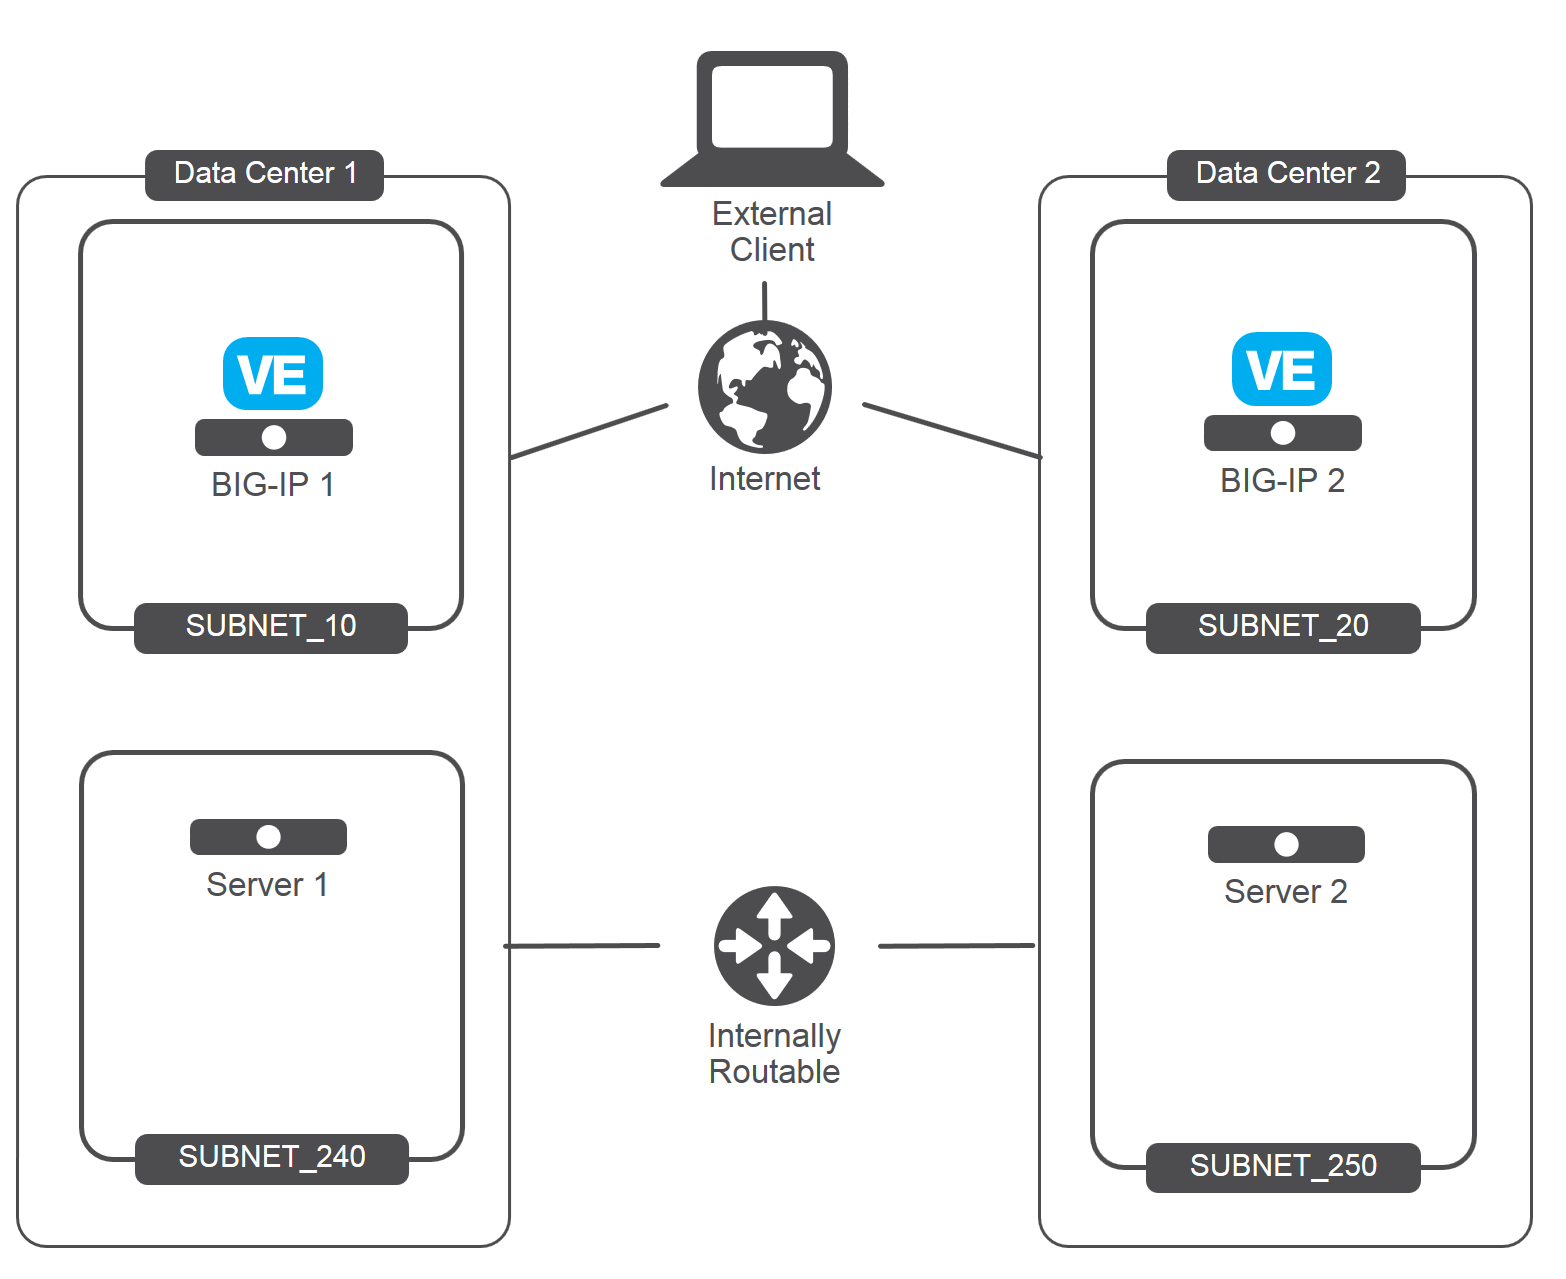 Data Center 1
Data Center 2
External
Client
VE
BIG-IP 1
Internet
VE
BIG-IP 2
SUBNET_10
SUBNET_20
Server 1
Server 2
Internally
Routable
SUBNET_240
SUBNET_250